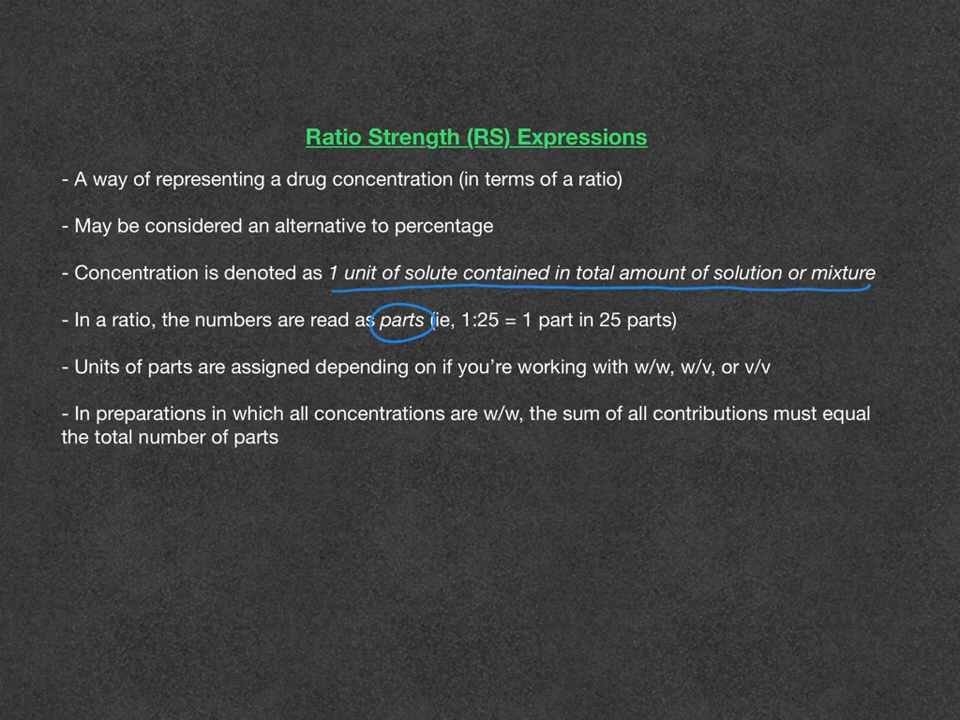 Ratio Strength (RS) Expressions
- A way of representing a drug concentration (in terms of a ratio)
- May be considered an alternative to percentage
- Concentration is denoted as 1 unit of solute contained in total amount of solution or mixture
- In a ratio, the numbers are read as parts (ie, 1:25 = 1 part in 25 parts)
- Units of parts are assigned depending on if you’re working with w/w, w/v, or v/v
- In preparations in which all concentrations are w/w, the sum of all contributions must equal
the total number of parts